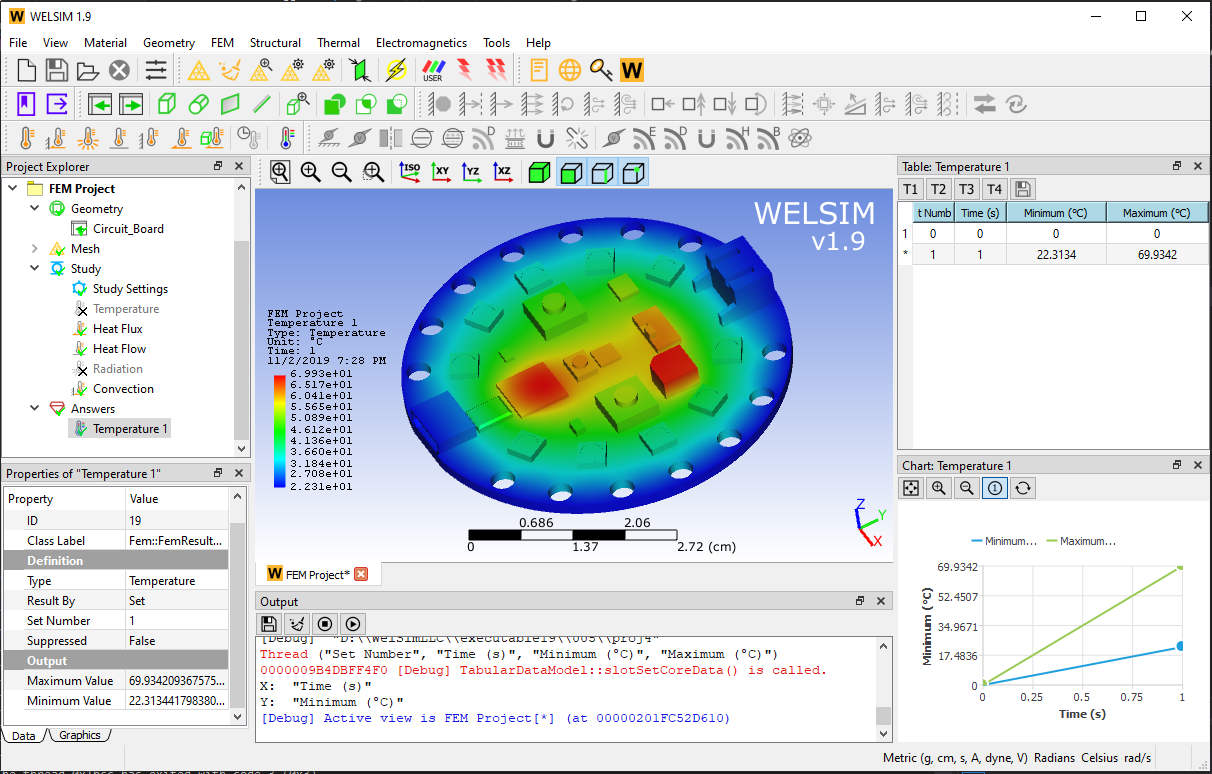 WELSIM 1.9
File View Material Geometry FEM Structural Thermal Electromagnetics Tools Help
USER
W
E D H B
Project Explorer
FEM Project
Geometry
Circuit_Board
Mesh
Study
Study Settings
Temperature
Heat Flux
Heat Flow
Radiation
Convection
Answers
Temperature 1
Properties of "Temperature 1"
Property Value
ID 19
Class Label Fem::FemResult...
Definition
Type Temperature
Result By Set
Set Number 1
Suppressed False
Output
Maximum Value 69.934209367575...
Minimum Value 22.313441798380...
Data Graphics
ISO XY YZ XZ
WELSIM
v1.9
FEM Project
Temperature 1
Type: Temperature
Unit: °C
Time: 1
11/2/2019 7:28 PM
6.993e+01
6.517e+01
6.041e+01
5.565e+01
5.089e+01
4.612e+01
4.136e+01
3.660e+01
3.184e+01
2.708e+01
2.231e+01
0.686 2.06
0 1.37 2.72 (cm)
Z
Y
X
W FEM Project*
Output
[Debug] "D:\\WelSimLLC\\executable19\\005\\proj4"
Thread ("Set Number", "Time (s)", "Minimum (°C)", "Maximum (°C)")
0000009B4DBFF4F0 [Debug] TabularDataModel::slotSetCoreData() is called.
X: "Time (s)"
Y: "Minimum (°C)"
[Debug] Active view is FEM Project[*] (at 00000201FC52D610)
Table: Temperature 1
T1 T2 T3 T4
t Numb Time (s) Minimum (°C) Maximum (°C)
1 0 0 0 0
* 1 1 22.3134 69.9342
Chart: Temperature 1
Minimum... Maximum...
69.9342
52.4507
34.9671
17.4836
0
Minimum (°C)
0 0.25 0.5 0.75 1
Time (s)
Metric (g, cm, s, A, dyne, V) Radians Celsius rad/s